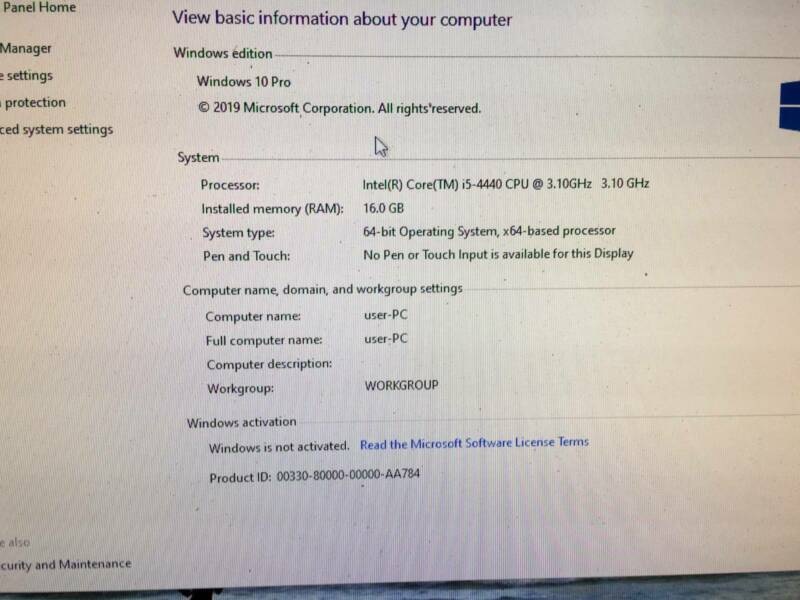 Panel Home
Manager
e settings
protection
ced system settings
View basic information about your computer
Windows edition
Windows 10 Pro
© 2019 Microsoft Corporation. All rights reserved.
System
Processor: Intel(R) Core(TM) i5-4440 CPU @ 3.10GHz 3.10 GHz
Installed memory (RAM): 16.0 GB
System type: 64-bit Operating System, x64-based processor
Pen and Touch: No Pen or Touch Input is available for this Display
Computer name, domain, and workgroup settings
Computer name: user-PC
Full computer name: user-PC
Computer description:
Workgroup: WORKGROUP
Windows activation
Windows is not activated. Read the Microsoft Software License Terms
Product ID: 00330-80000-00000-AA784
e also
curity and Maintenance